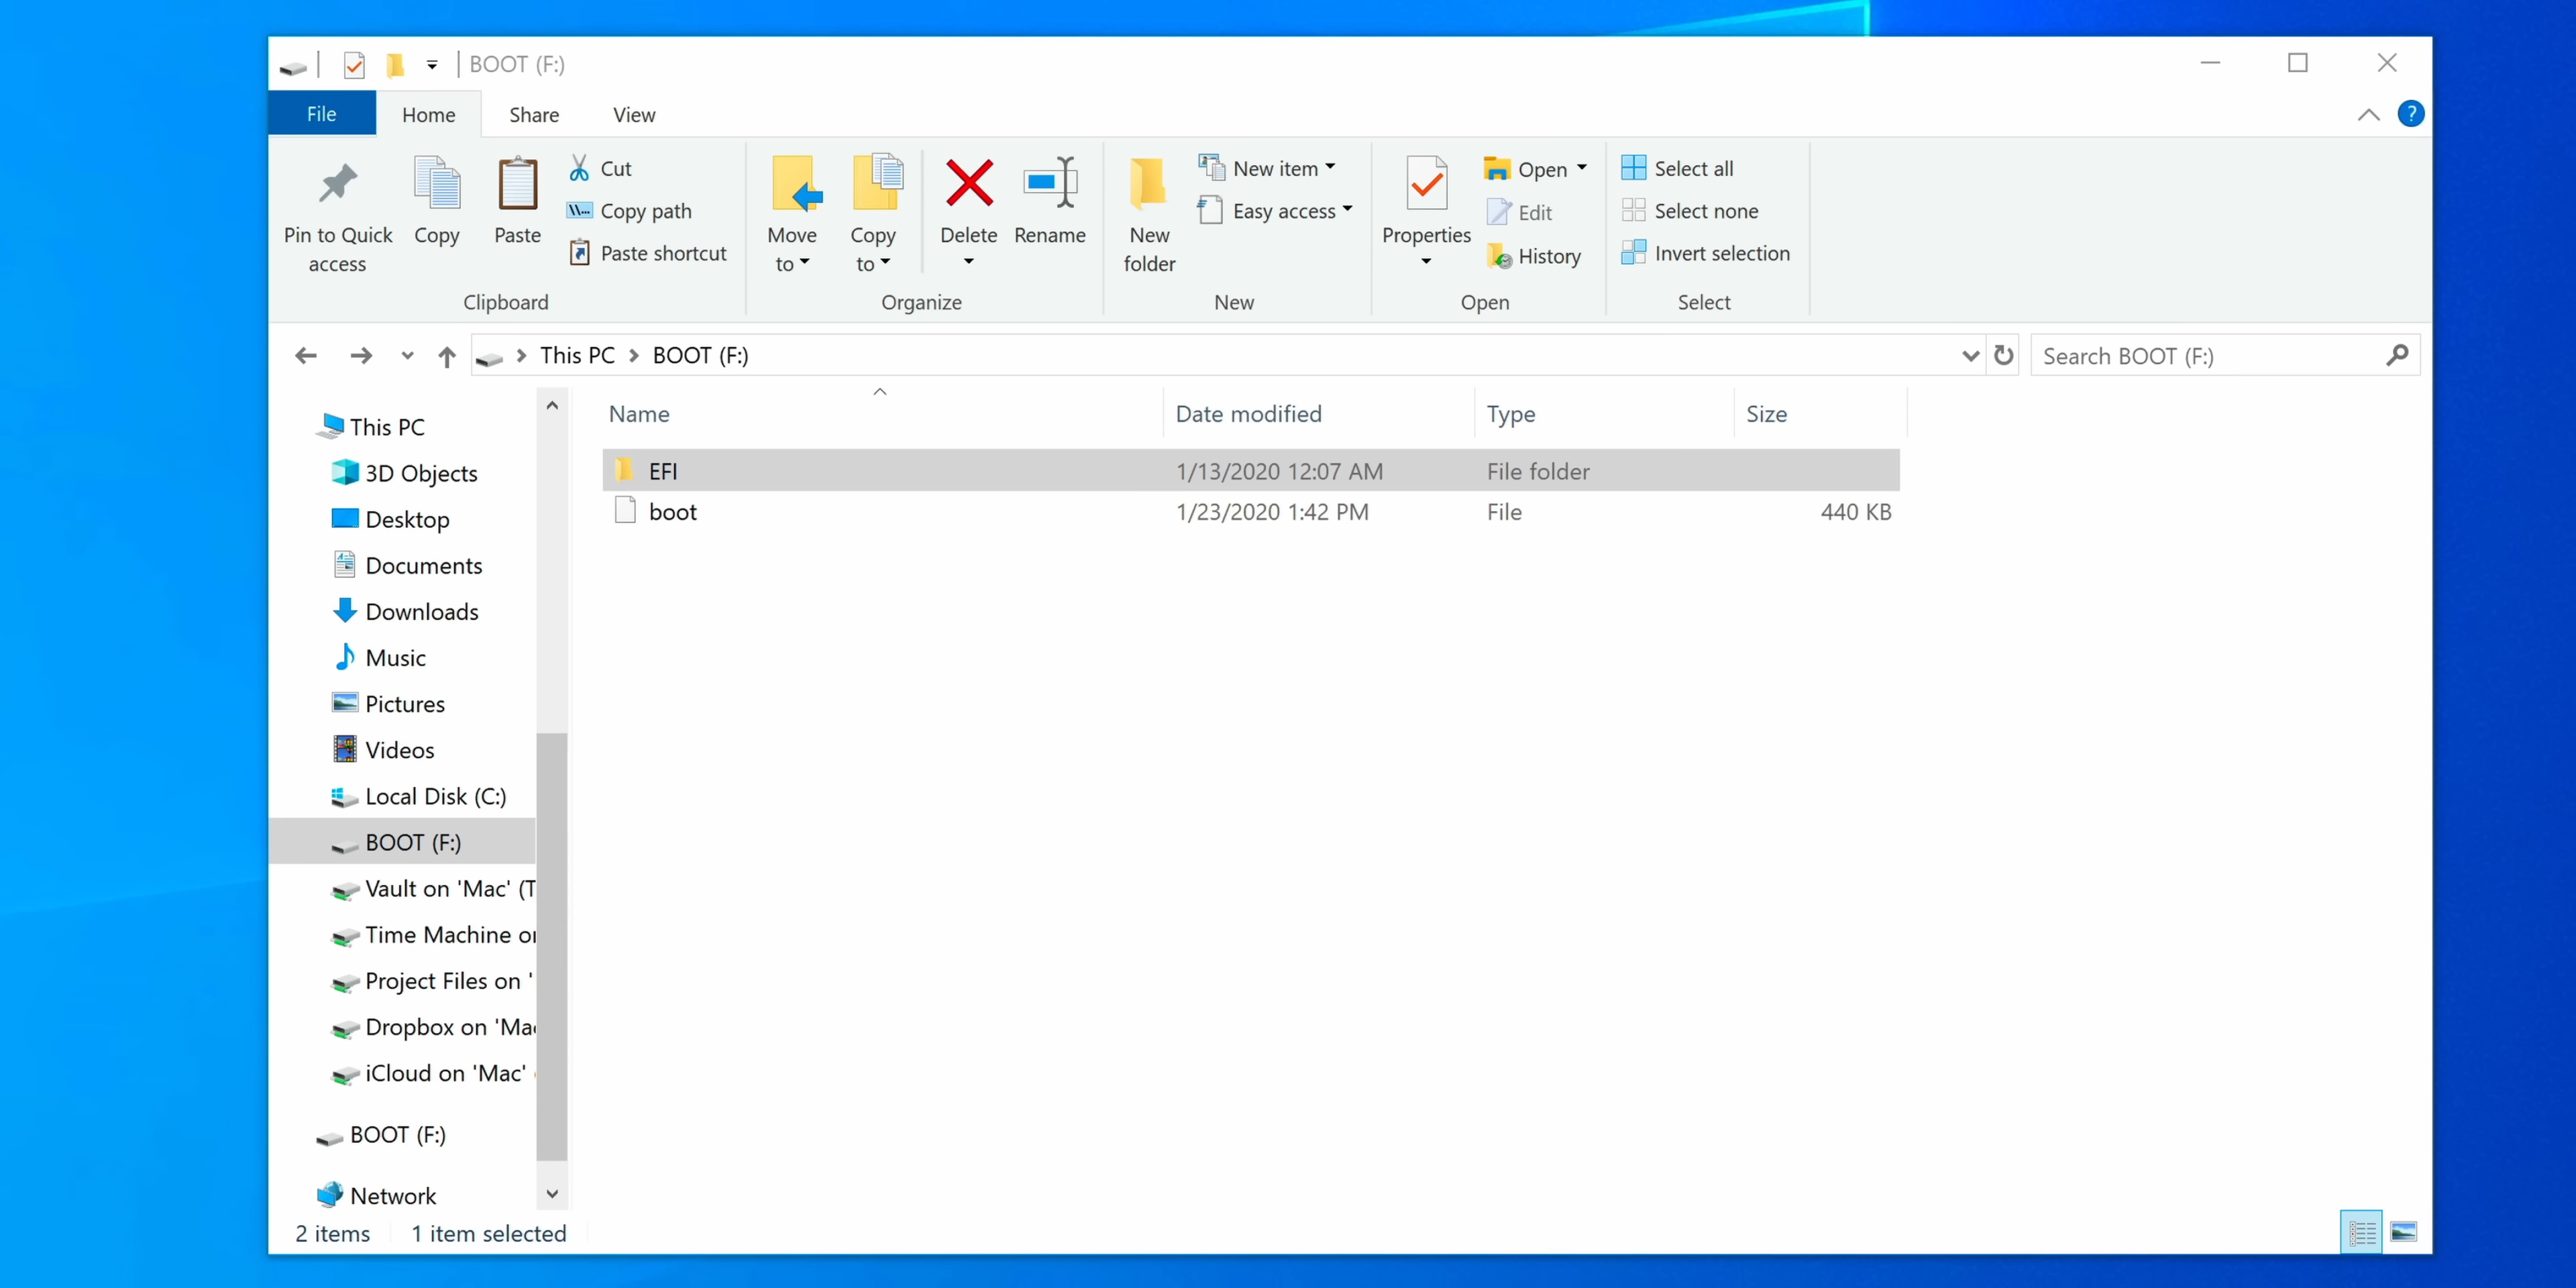 BOOT (F:)
File Home Share View
Pin to Quick access
Copy
Paste
Cut
Copy path
Paste shortcut
Clipboard
Move to
Copy to
Delete
Rename
Organize
New folder
New item
Easy access
New
Properties
Open
Edit
History
Open
Select all
Select none
Invert selection
Select
This PC > BOOT (F:)
Search BOOT (F:)
Name Date modified Type Size
EFI 1/13/2020 12:07 AM File folder
boot 1/23/2020 1:42 PM File 440 KB
This PC
3D Objects
Desktop
Documents
Downloads
Music
Pictures
Videos
Local Disk (C:)
BOOT (F:)
Vault on 'Mac' (T
Time Machine o
Project Files on '
Dropbox on 'Ma
iCloud on 'Mac'
BOOT (F:)
Network
2 items 1 item selected